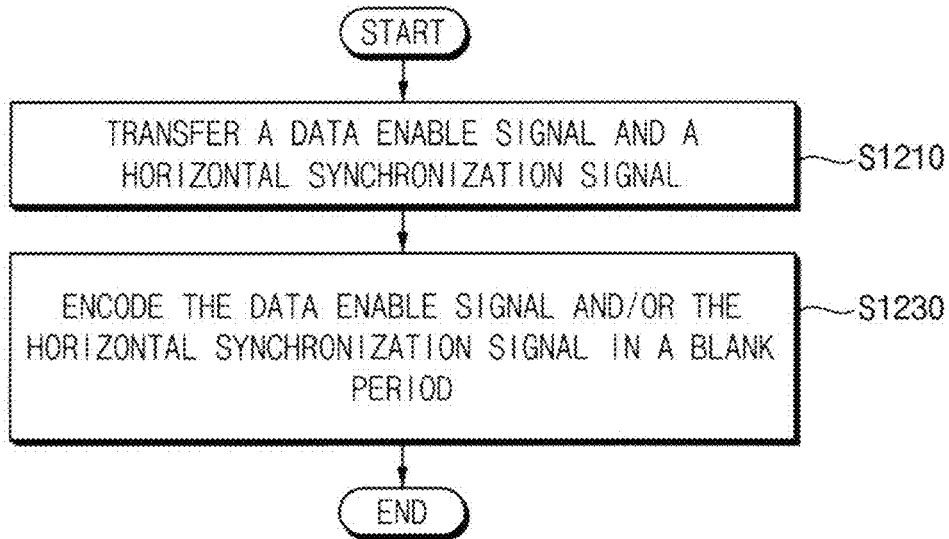 START
TRANSFER A DATA ENABLE SIGNAL AND A
HORIZONTAL SYNCHRONIZATION SIGNAL
S1210
ENCODE THE DATA ENABLE SIGNAL AND/OR THE
HORIZONTAL SYNCHRONIZATION SIGNAL IN A BLANK
PERIOD
S1230
END